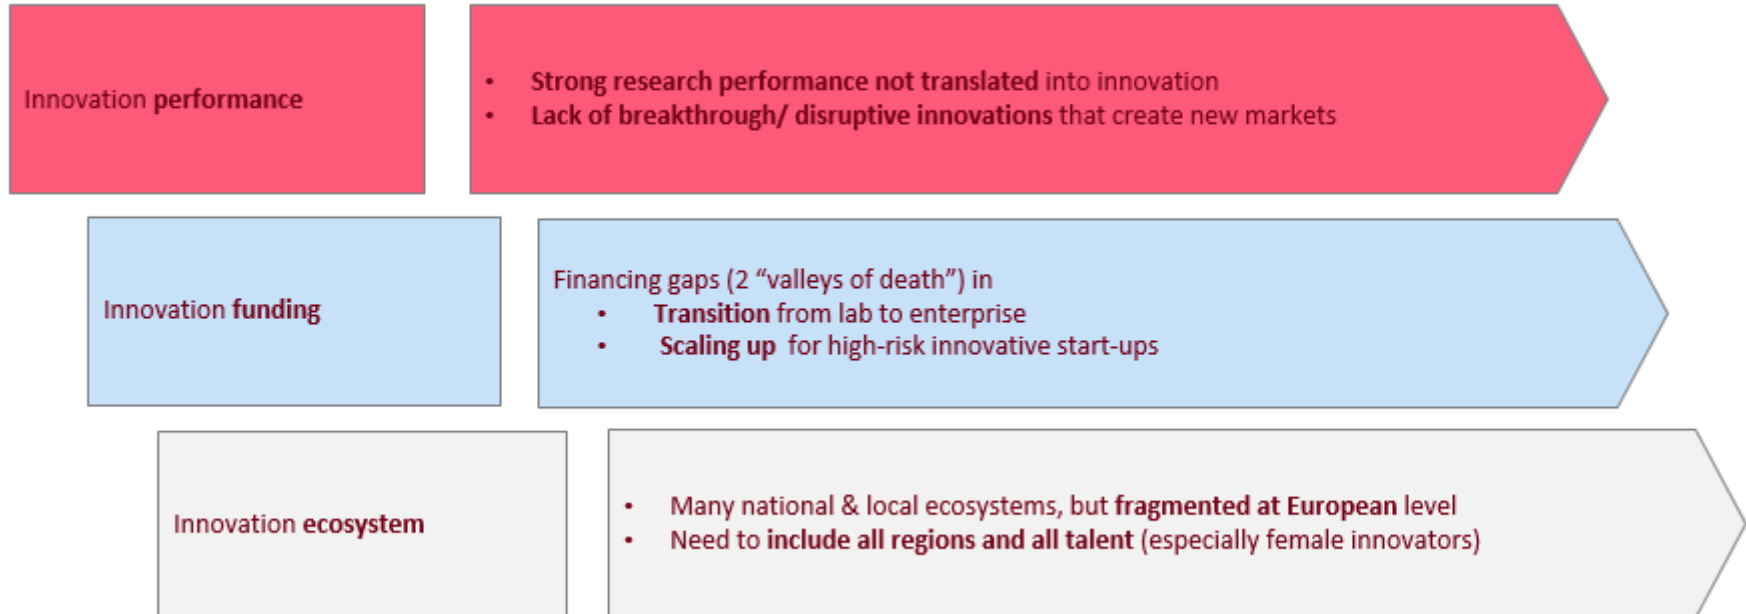 Innovation performance
• Strong research performance not translated into innovation
• Lack of breakthrough/ disruptive innovations that create new markets
Innovation funding
Financing gaps (2 “valleys of death”) in
• Transition from lab to enterprise
• Scaling up for high-risk innovative start-ups
Innovation ecosystem
• Many national & local ecosystems, but fragmented at European level
• Need to include all regions and all talent (especially female innovators)